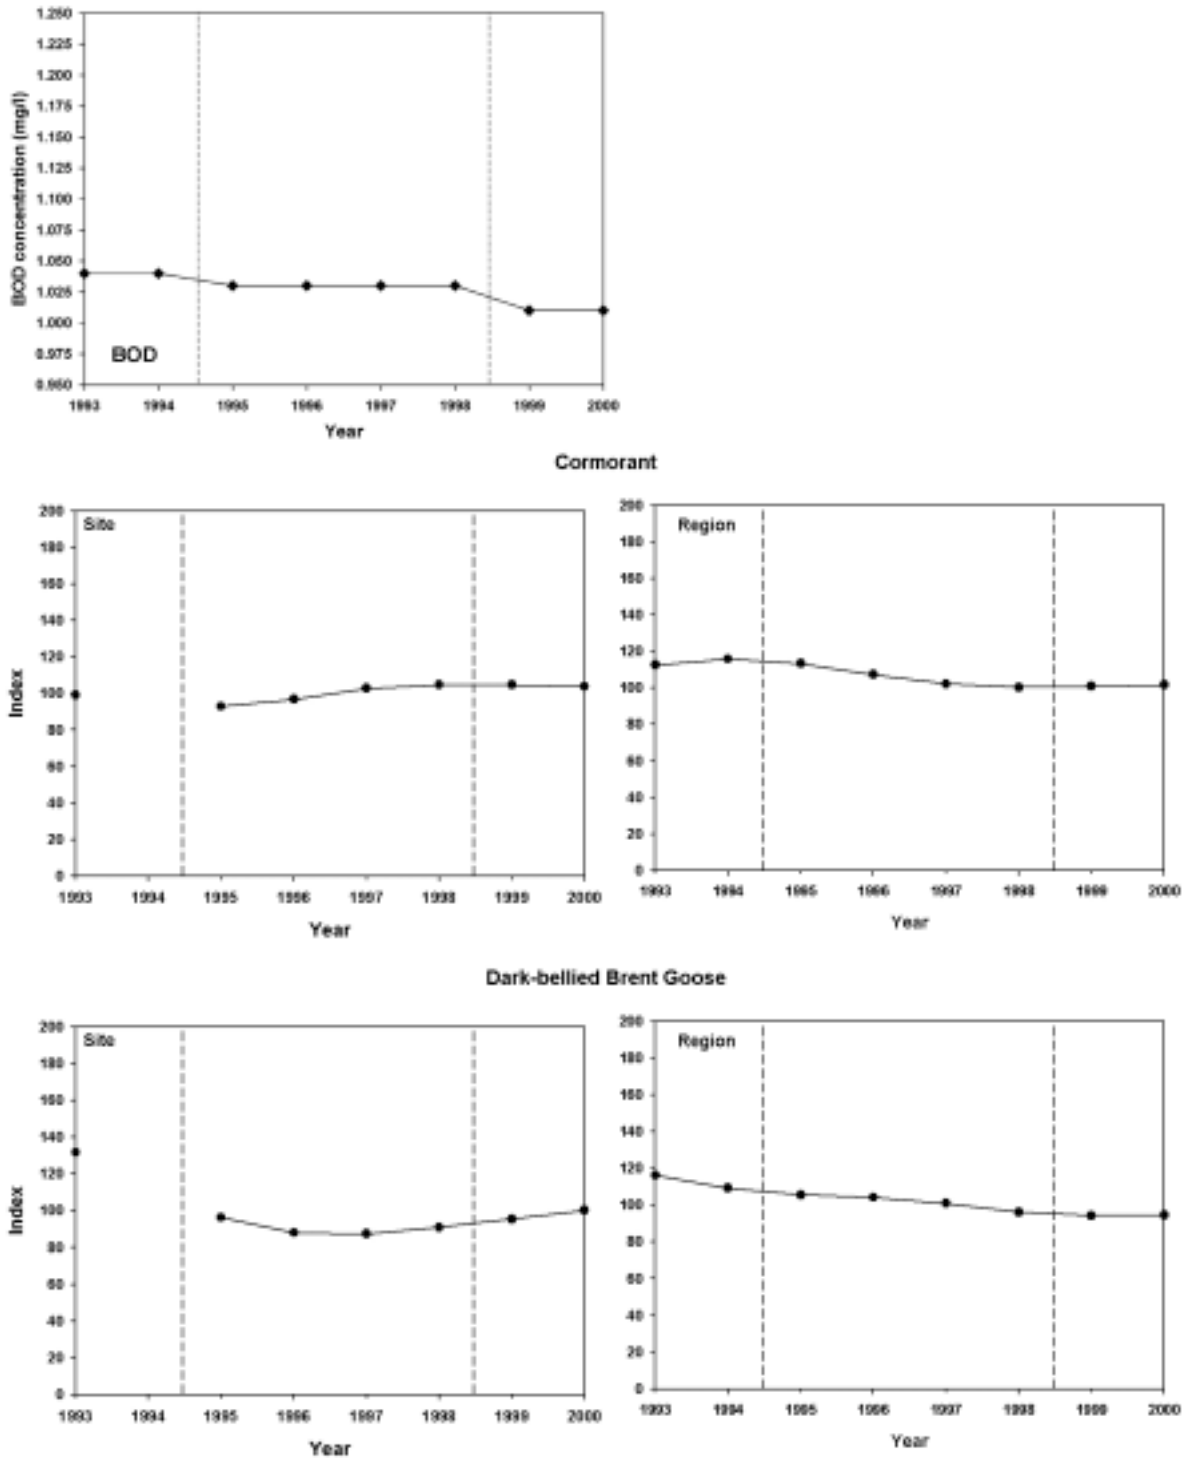 1.250
1.225
1.200
1.175
1.150
1.125
1.100
1.075
1.050
1.025
1.000
0.975
0.950
BOD concentration (mg/l)
BOD
1993 1994 1995 1996 1997 1998 1999 2000
Year
Cormorant
200
180
160
140
120
100
80
60
40
20
0
Index
Site
1993 1994 1995 1996 1997 1998 1999 2000
Year
200
180
160
140
120
100
80
60
40
20
0
Region
1993 1994 1995 1996 1997 1998 1999 2000
Year
Dark-bellied Brent Goose
200
180
160
140
120
100
80
60
40
20
0
Index
Site
1993 1994 1995 1996 1997 1998 1999 2000
Year
200
180
160
140
120
100
80
60
40
20
0
Region
1993 1994 1995 1996 1997 1998 1999 2000
Year